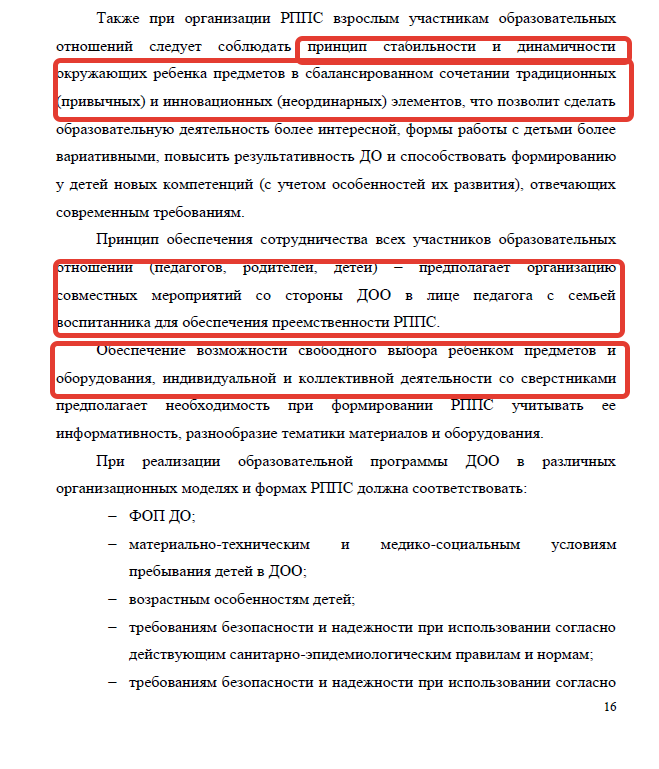 Также при организации РППС взрослым участникам образовательных
отношений следует соблюдать принцип стабильности и динамичности
окружающих ребенка предметов в сбалансированном сочетании традиционных
(привычных) и инновационных (неординарных) элементов, что позволит сделать
образовательную деятельность более интересной, формы работы с детьми более
вариативными, повысить результативность ДО и способствовать формированию
у детей новых компетенций (с учетом особенностей их развития), отвечающих
современным требованиям.
Принцип обеспечения сотрудничества всех участников образовательных
отношений (педагогов, родителей, детей) – предполагает организацию
совместных мероприятий со стороны ДОО в лице педагога с семьей
воспитанника для обеспечения преемственности РППС.
Обеспечение возможности свободного выбора ребенком предметов и
оборудования, индивидуальной и коллективной деятельности со сверстниками
предполагает необходимость при формировании РППС учитывать ее
информативность, разнообразие тематики материалов и оборудования.
При реализации образовательной программы ДОО в различных
организационных моделях и формах РППС должна соответствовать:
– ФОП ДО;
– материально-техническим и медико-социальным условиям
пребывания детей в ДОО;
– возрастным особенностям детей;
– требованиям безопасности и надежности при использовании согласно
действующим санитарно-эпидемиологическим правилам и нормам;
– требованиям безопасности и надежности при использовании согласно
16